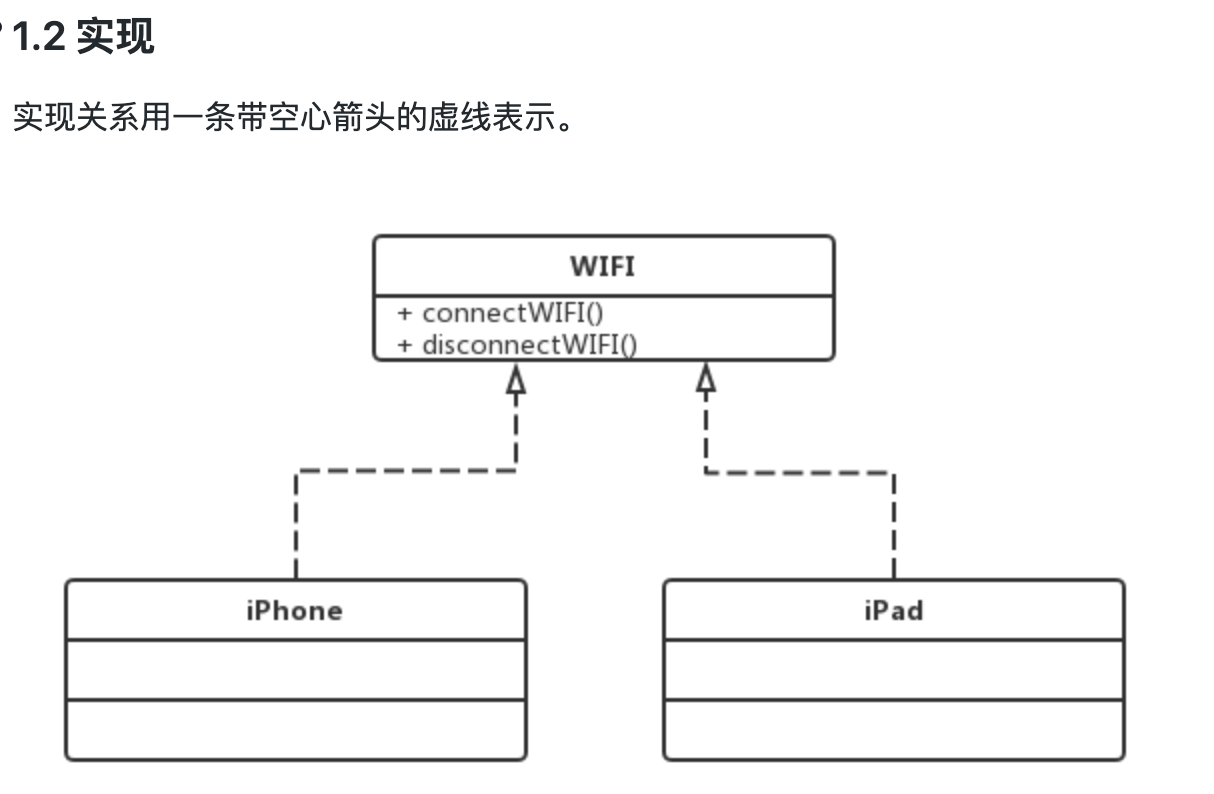 1.2 实现
实现关系用一条带空心箭头的虚线表示。
WIFI
+ connectWIFI()
+ disconnectWIFI()
iPhone
iPad